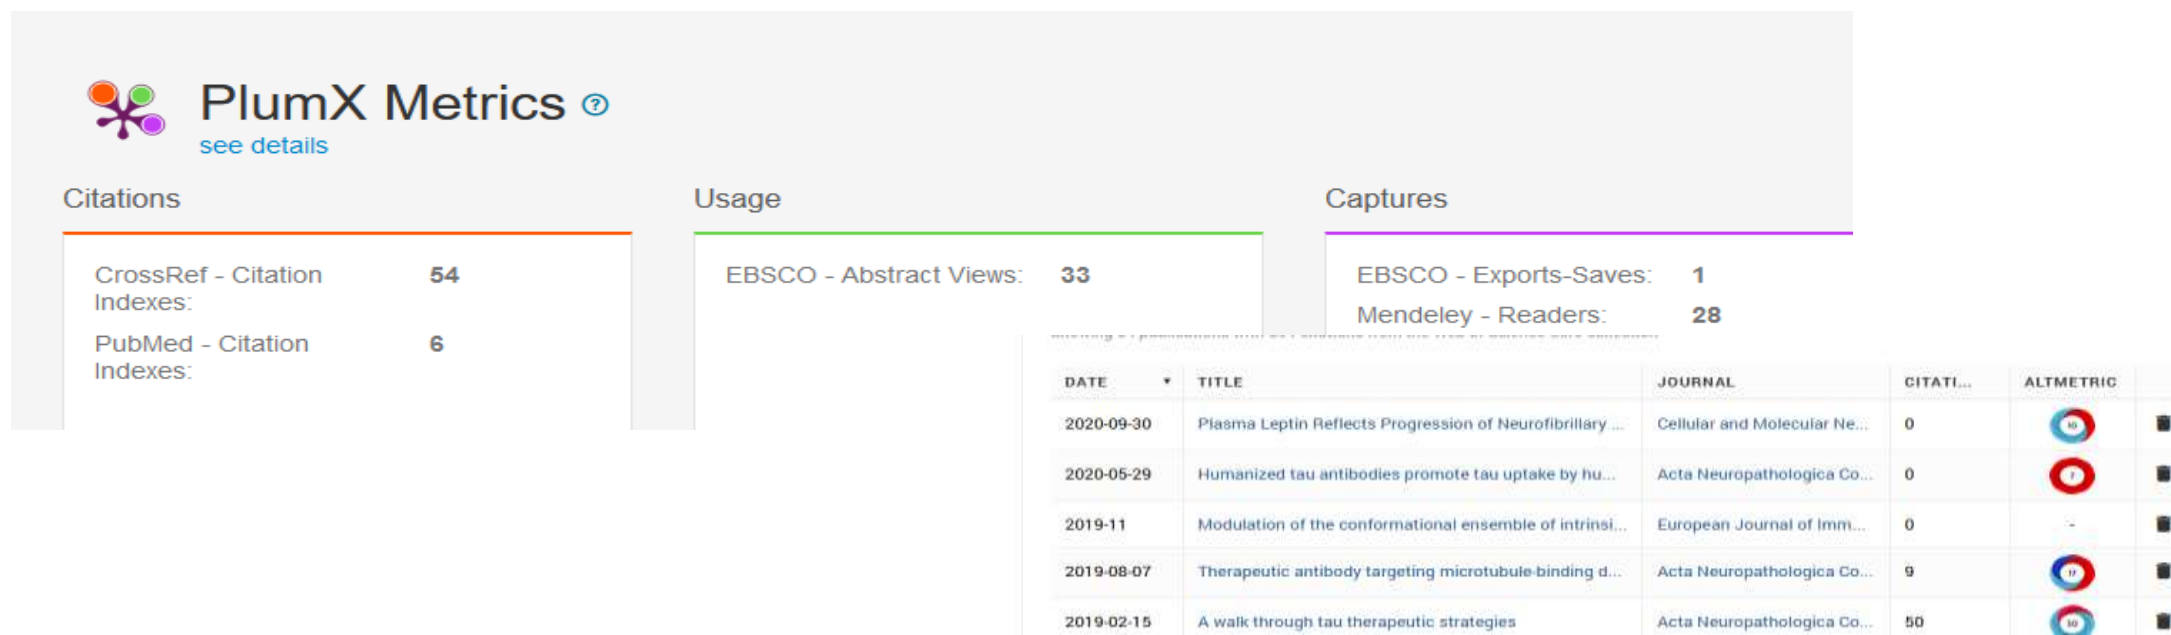 PlumX Metrics ?
see details
Citations Usage Captures
CrossRef - Citation Indexes: 54
PubMed - Citation Indexes: 6
EBSCO - Abstract Views: 33
EBSCO - Exports-Saves: 1
Mendeley - Readers: 28
DATE TITLE JOURNAL CITATI... ALTMETRIC
2020-09-30 Plasma Leptin Reflects Progression of Neurofibrillary ... Cellular and Molecular Ne... 0 10
2020-05-29 Humanized tau antibodies promote tau uptake by hu... Acta Neuropathologica Co... 0
2019-11 Modulation of the conformational ensemble of intrinsi... European Journal of Imm... 0 -
2019-08-07 Therapeutic antibody targeting microtubule-binding d... Acta Neuropathologica Co... 9
2019-02-15 A walk through tau therapeutic strategies Acta Neuropathologica Co... 50